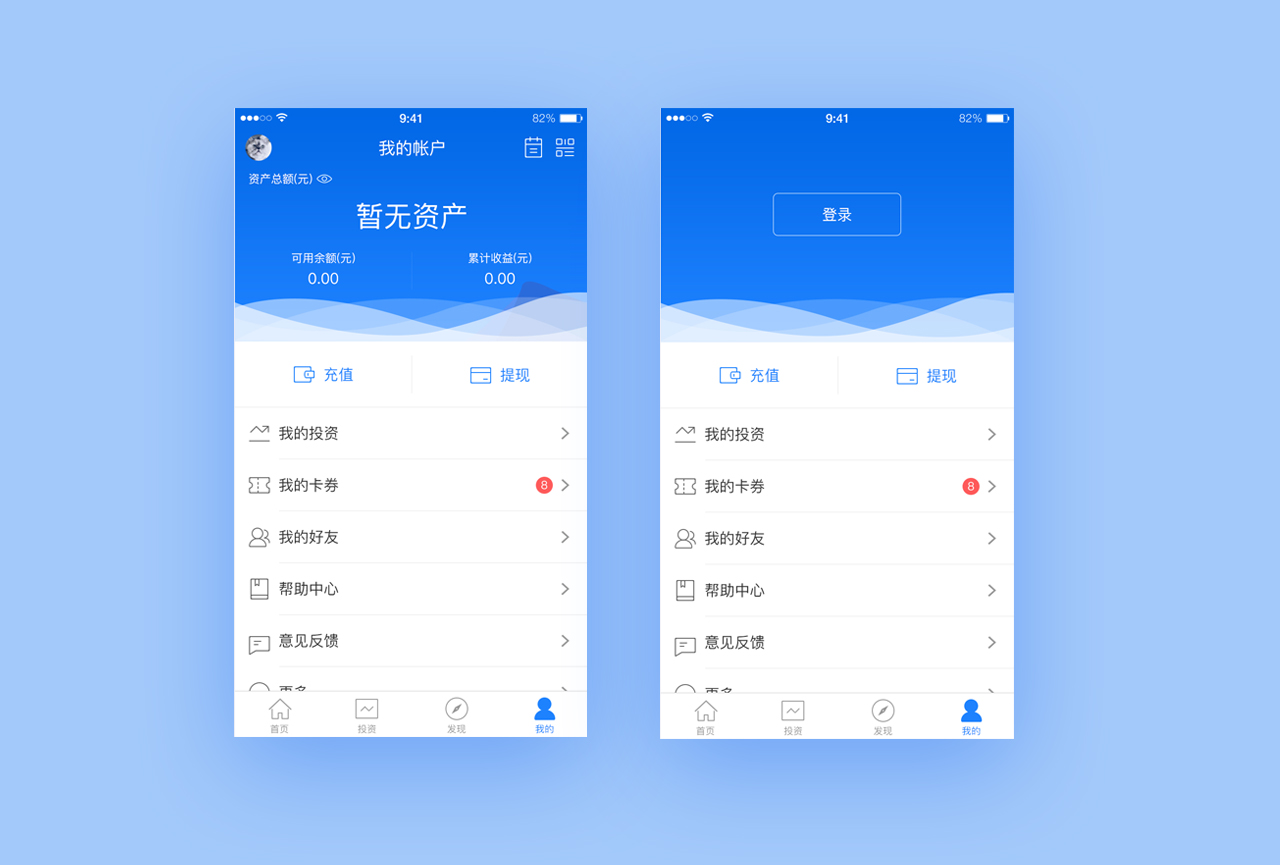 9:41
82%
我的帐户
资产总额(元)
暂无资产
可用余额(元)
累计收益(元)
0.00
0.00
充值
提现
我的投资
我的卡券
8
我的好友
帮助中心
意见反馈
更多
首页
投资
发现
我的
9:41
82%
登录
充值
提现
我的投资
我的卡券
8
我的好友
帮助中心
意见反馈
更多
首页
投资
发现
我的